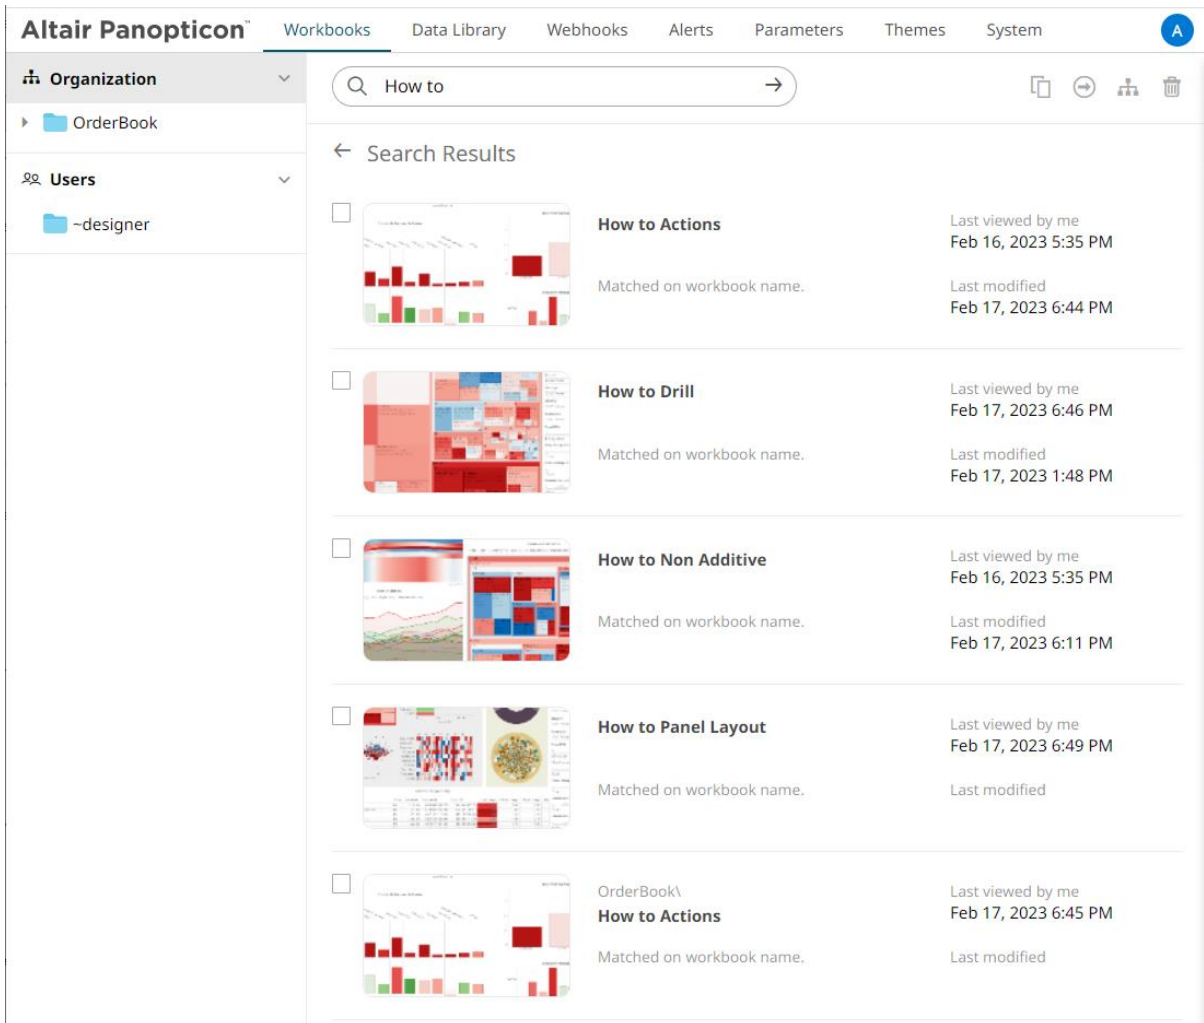 Altair Panopticon™
Workbooks Data Library Webhooks Alerts Parameters Themes System A
Organization
OrderBook
Users
~designer
How to
Search Results
How to Actions
Matched on workbook name.
Last viewed by me
Feb 16, 2023 5:35 PM
Last modified
Feb 17, 2023 6:44 PM
How to Drill
Matched on workbook name.
Last viewed by me
Feb 17, 2023 6:46 PM
Last modified
Feb 17, 2023 1:48 PM
How to Non Additive
Matched on workbook name.
Last viewed by me
Feb 16, 2023 5:35 PM
Last modified
Feb 17, 2023 6:11 PM
How to Panel Layout
Matched on workbook name.
Last viewed by me
Feb 17, 2023 6:49 PM
Last modified
OrderBook\
How to Actions
Matched on workbook name.
Last viewed by me
Feb 17, 2023 6:45 PM
Last modified